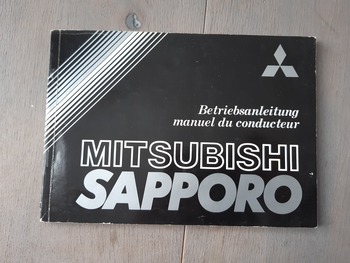 Betriebsanleitung
manuel du conducteur
MITSUBISHI
SAPPORO